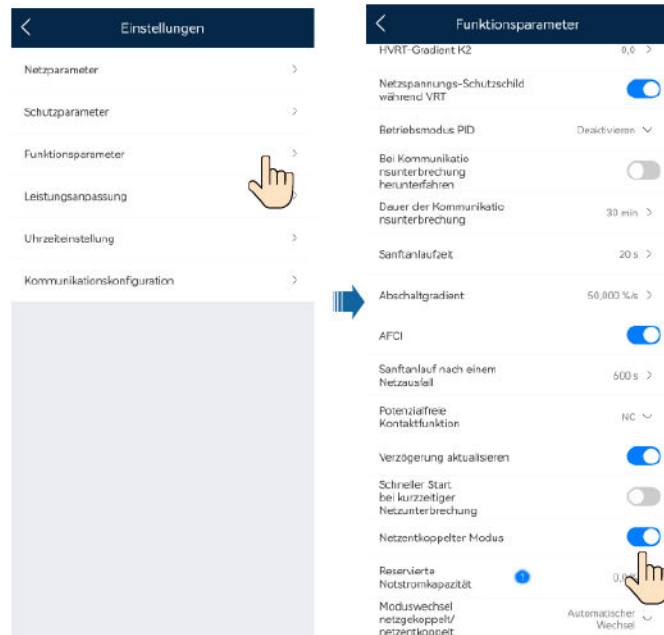 Einstellungen
Netzparameter
Schutzparameter
Funktionsparameter
Leistungsanpassung
Uhrzeiteinstellung
Kommunikationskonfiguration
Funktionsparameter
HVRT-Gradient K2 0,0
Netzspannungs-Schutzschild
während VRT
Betriebsmodus PID Deaktivieren
Bei Kommunikatio
nsunterbrechung
herunterfahren
Dauer der Kommunikatio
nsunterbrechung 30 min
Sanftanlaufzeit 20 s
Abschaltgradient 50,000 %/s
AFCI
Sanftanlauf nach einem
Netzausfall 600 s
Potenzialfreie
Kontaktfunktion NC
Verzögerung aktualisieren
Schneller Start
bei kurzzeitiger
Netzunterbrechung
Netzentkoppelter Modus
Reservierte
Notstromkapazität 1
Moduswechsel
netzgekoppelt/
netzentkoppelt
Automatischer
Wechsel